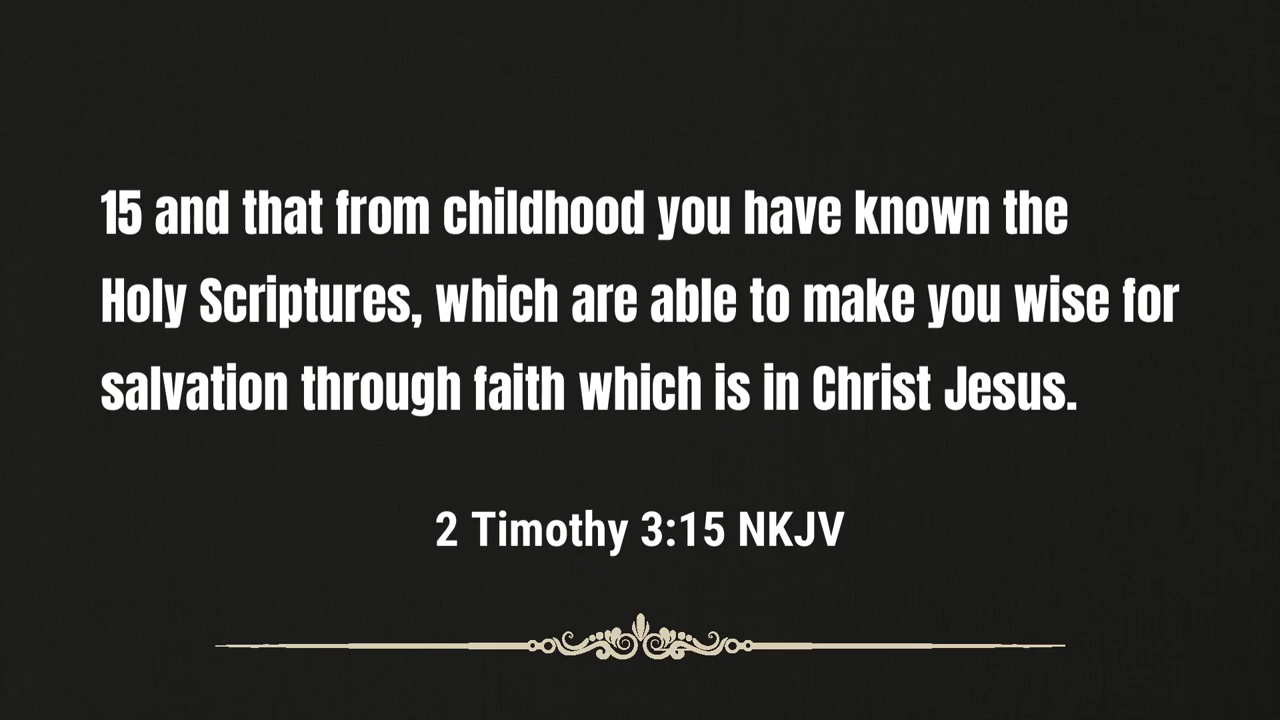 15 and that from childhood you have known the
Holy Scriptures, which are able to make you wise for
salvation through faith which is in Christ Jesus.
2 Timothy 3:15 NKJV